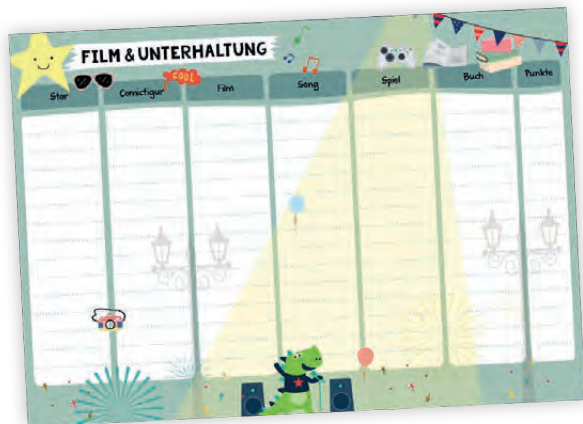 FILM & UNTERHALTUNG
COOL
Star Comicfigur Film Song Spiel Buch Punkte